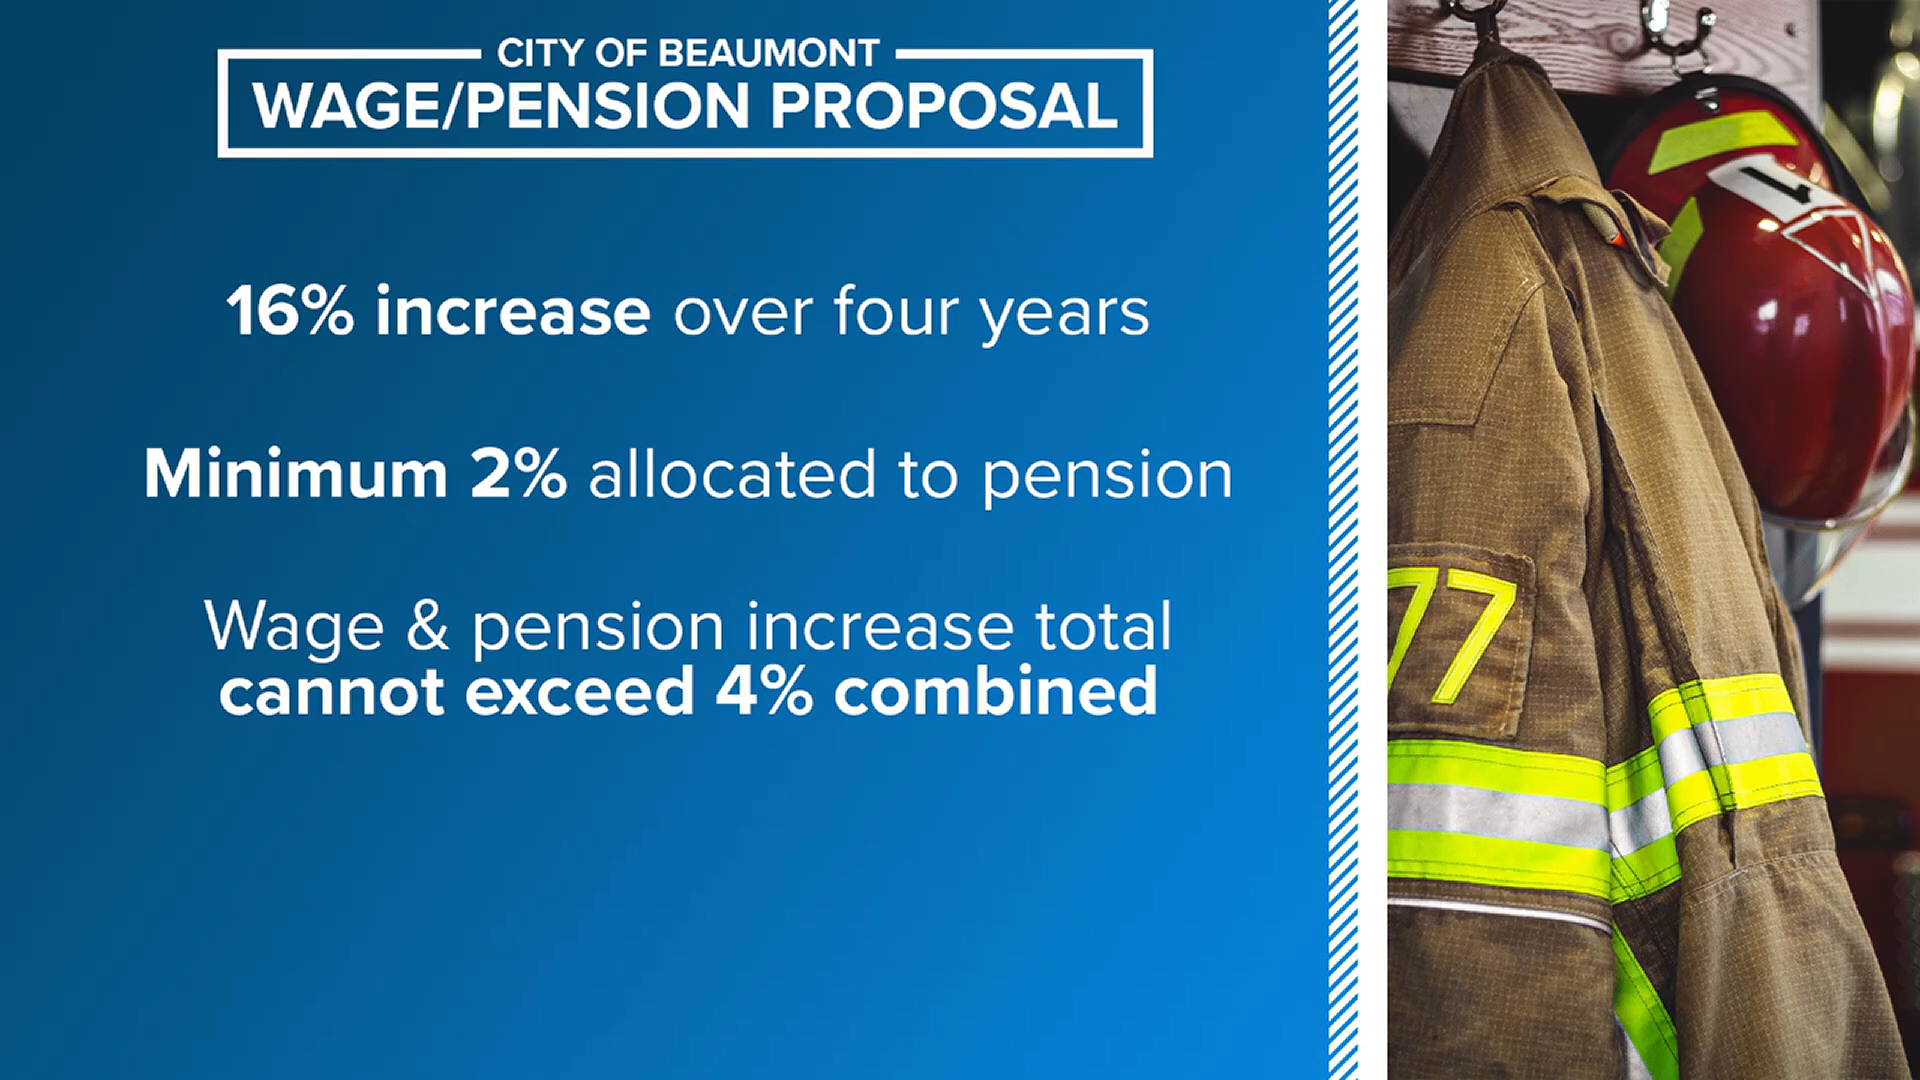 CITY OF BEAUMONT
WAGE/PENSION PROPOSAL
16% increase over four years
Minimum 2% allocated to pension
Wage & pension increase total
cannot exceed 4% combined
1
77